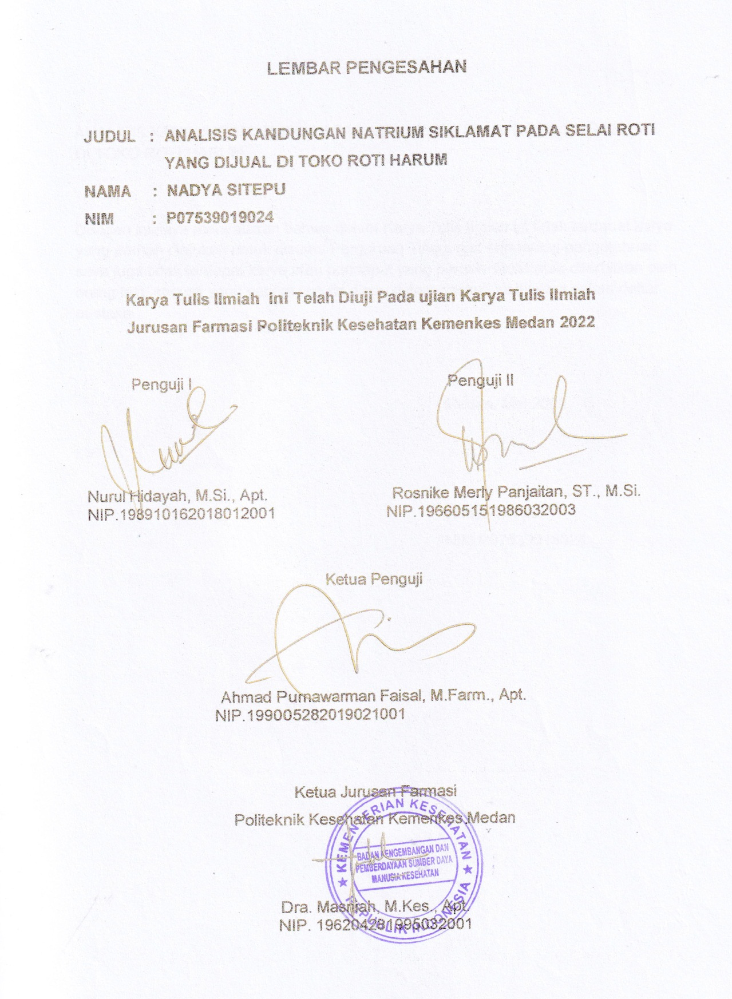 LEMBAR PENGESAHAN
JUDUL : ANALISIS KANDUNGAN NATRIUM SIKLAMAT PADA SELAI ROTI
YANG DIJUAL DI TOKO ROTI HARUM
NAMA : NADYA SITEPU
NIM : P07539019024
Karya Tulis Ilmiah ini Telah Diuji Pada ujian Karya Tulis Ilmiah
Jurusan Farmasi Politeknik Kesehatan Kemenkes Medan 2022
Penguji I
Penguji II
Nurul Hidayah, M.Si., Apt.
NIP.198910162018012001
Rosnike Merly Panjaitan, ST., M.Si.
NIP.196605151986032003
Ketua Penguji
Ahmad Purnawarman Faisal, M.Farm., Apt.
NIP.199005282019021001
Ketua Jurusan Farmasi
Politeknik Kesehatan Kemenkes Medan
KEMENTERIAN KESEHATAN
BADAN PENGEMBANGAN DAN
PEMBERDAYAAN SUMBER DAYA
MANUSIA KESEHATAN
REPUBLIK INDONESIA
Dra. Masniah, M.Kes., Apt.
NIP. 196204281995032001